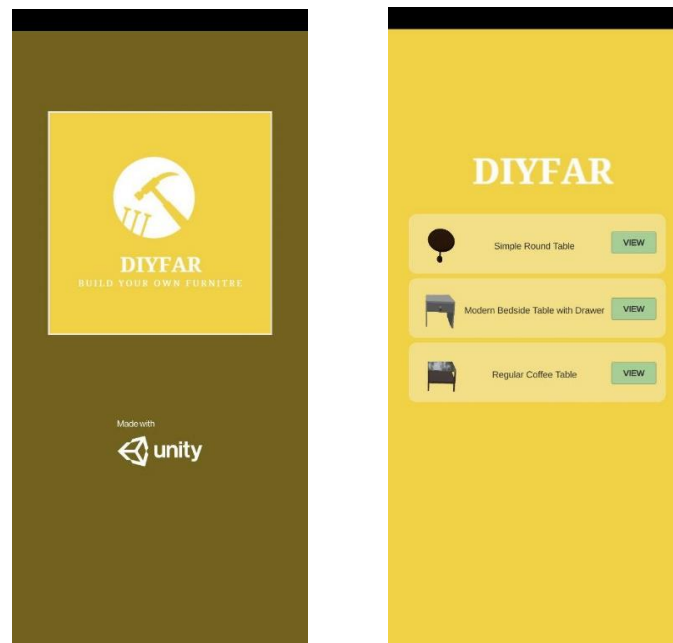 DIYFAR
BUILD YOUR OWN FURNITRE
Made with
unity
DIYFAR
Simple Round Table
VIEW
Modern Bedside Table with Drawer
VIEW
Regular Coffee Table
VIEW